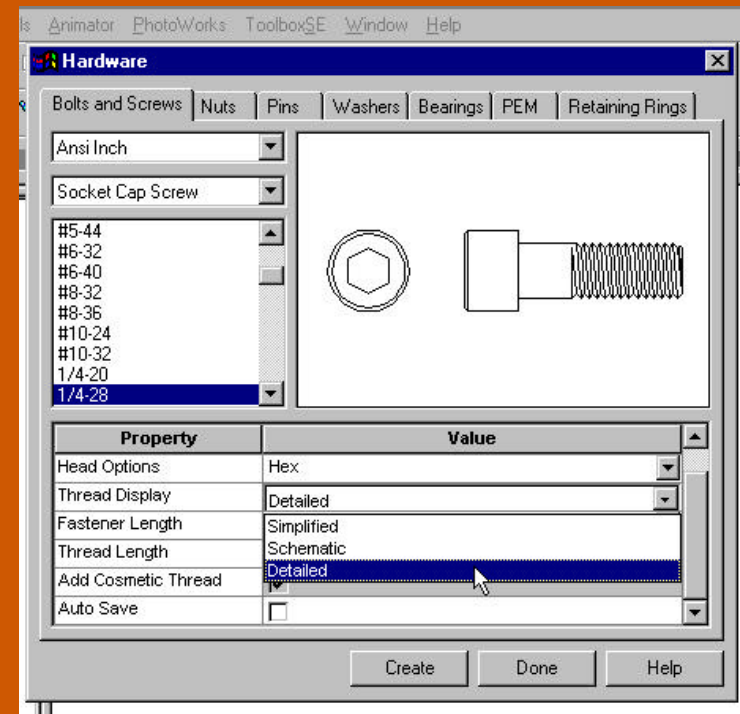 ls Animator PhotoWorks ToolboxSE Window Help
Hardware
Bolts and Screws Nuts Pins Washers Bearings PEM Retaining Rings
Ansi Inch
Socket Cap Screw
#5-44
#6-32
#6-40
#8-32
#8-36
#10-24
#10-32
1/4-20
1/4-28
Property Value
Head Options Hex
Thread Display Detailed
Fastener Length Simplified
Thread Length Schematic
Detailed
Add Cosmetic Thread
Auto Save
Create Done Help